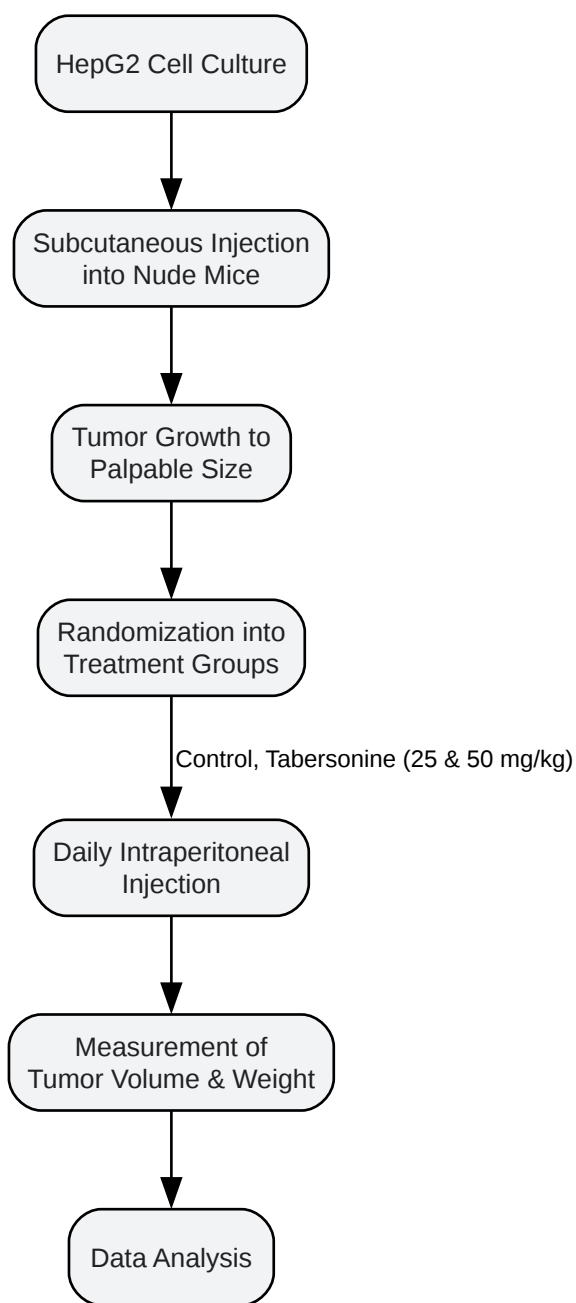 HepG2 Cell Culture
Subcutaneous Injection
into Nude Mice
Tumor Growth to
Palpable Size
Randomization into
Treatment Groups
Control, Tabersonine (25 & 50 mg/kg)
Daily Intraperitoneal
Injection
Measurement of
Tumor Volume & Weight
Data Analysis